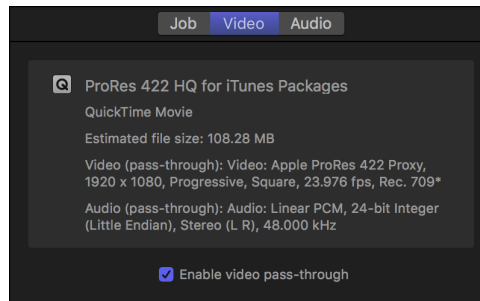 Job Video Audio
Q ProRes 422 HQ for iTunes Packages
QuickTime Movie
Estimated file size: 108.28 MB
Video (pass-through): Video: Apple ProRes 422 Proxy,
1920 x 1080, Progressive, Square, 23.976 fps, Rec. 709*
Audio (pass-through): Audio: Linear PCM, 24-bit Integer
(Little Endian), Stereo (L R), 48.000 kHz
Enable video pass-through